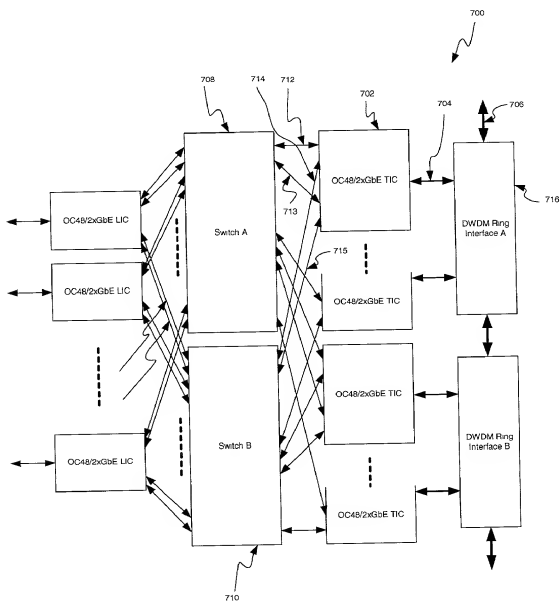 700
708
714
712
702
704
706
OC48/2xGbE TIC
716
OC48/2xGbE LIC
713
DWDM Ring
Interface A
Switch A
715
OC48/2xGbE LIC
OC48/2xGbE TIC
OC48/2xGbE TIC
Switch B
DWDM Ring
Interface B
OC48/2xGbE LIC
OC48/2xGbE TIC
710